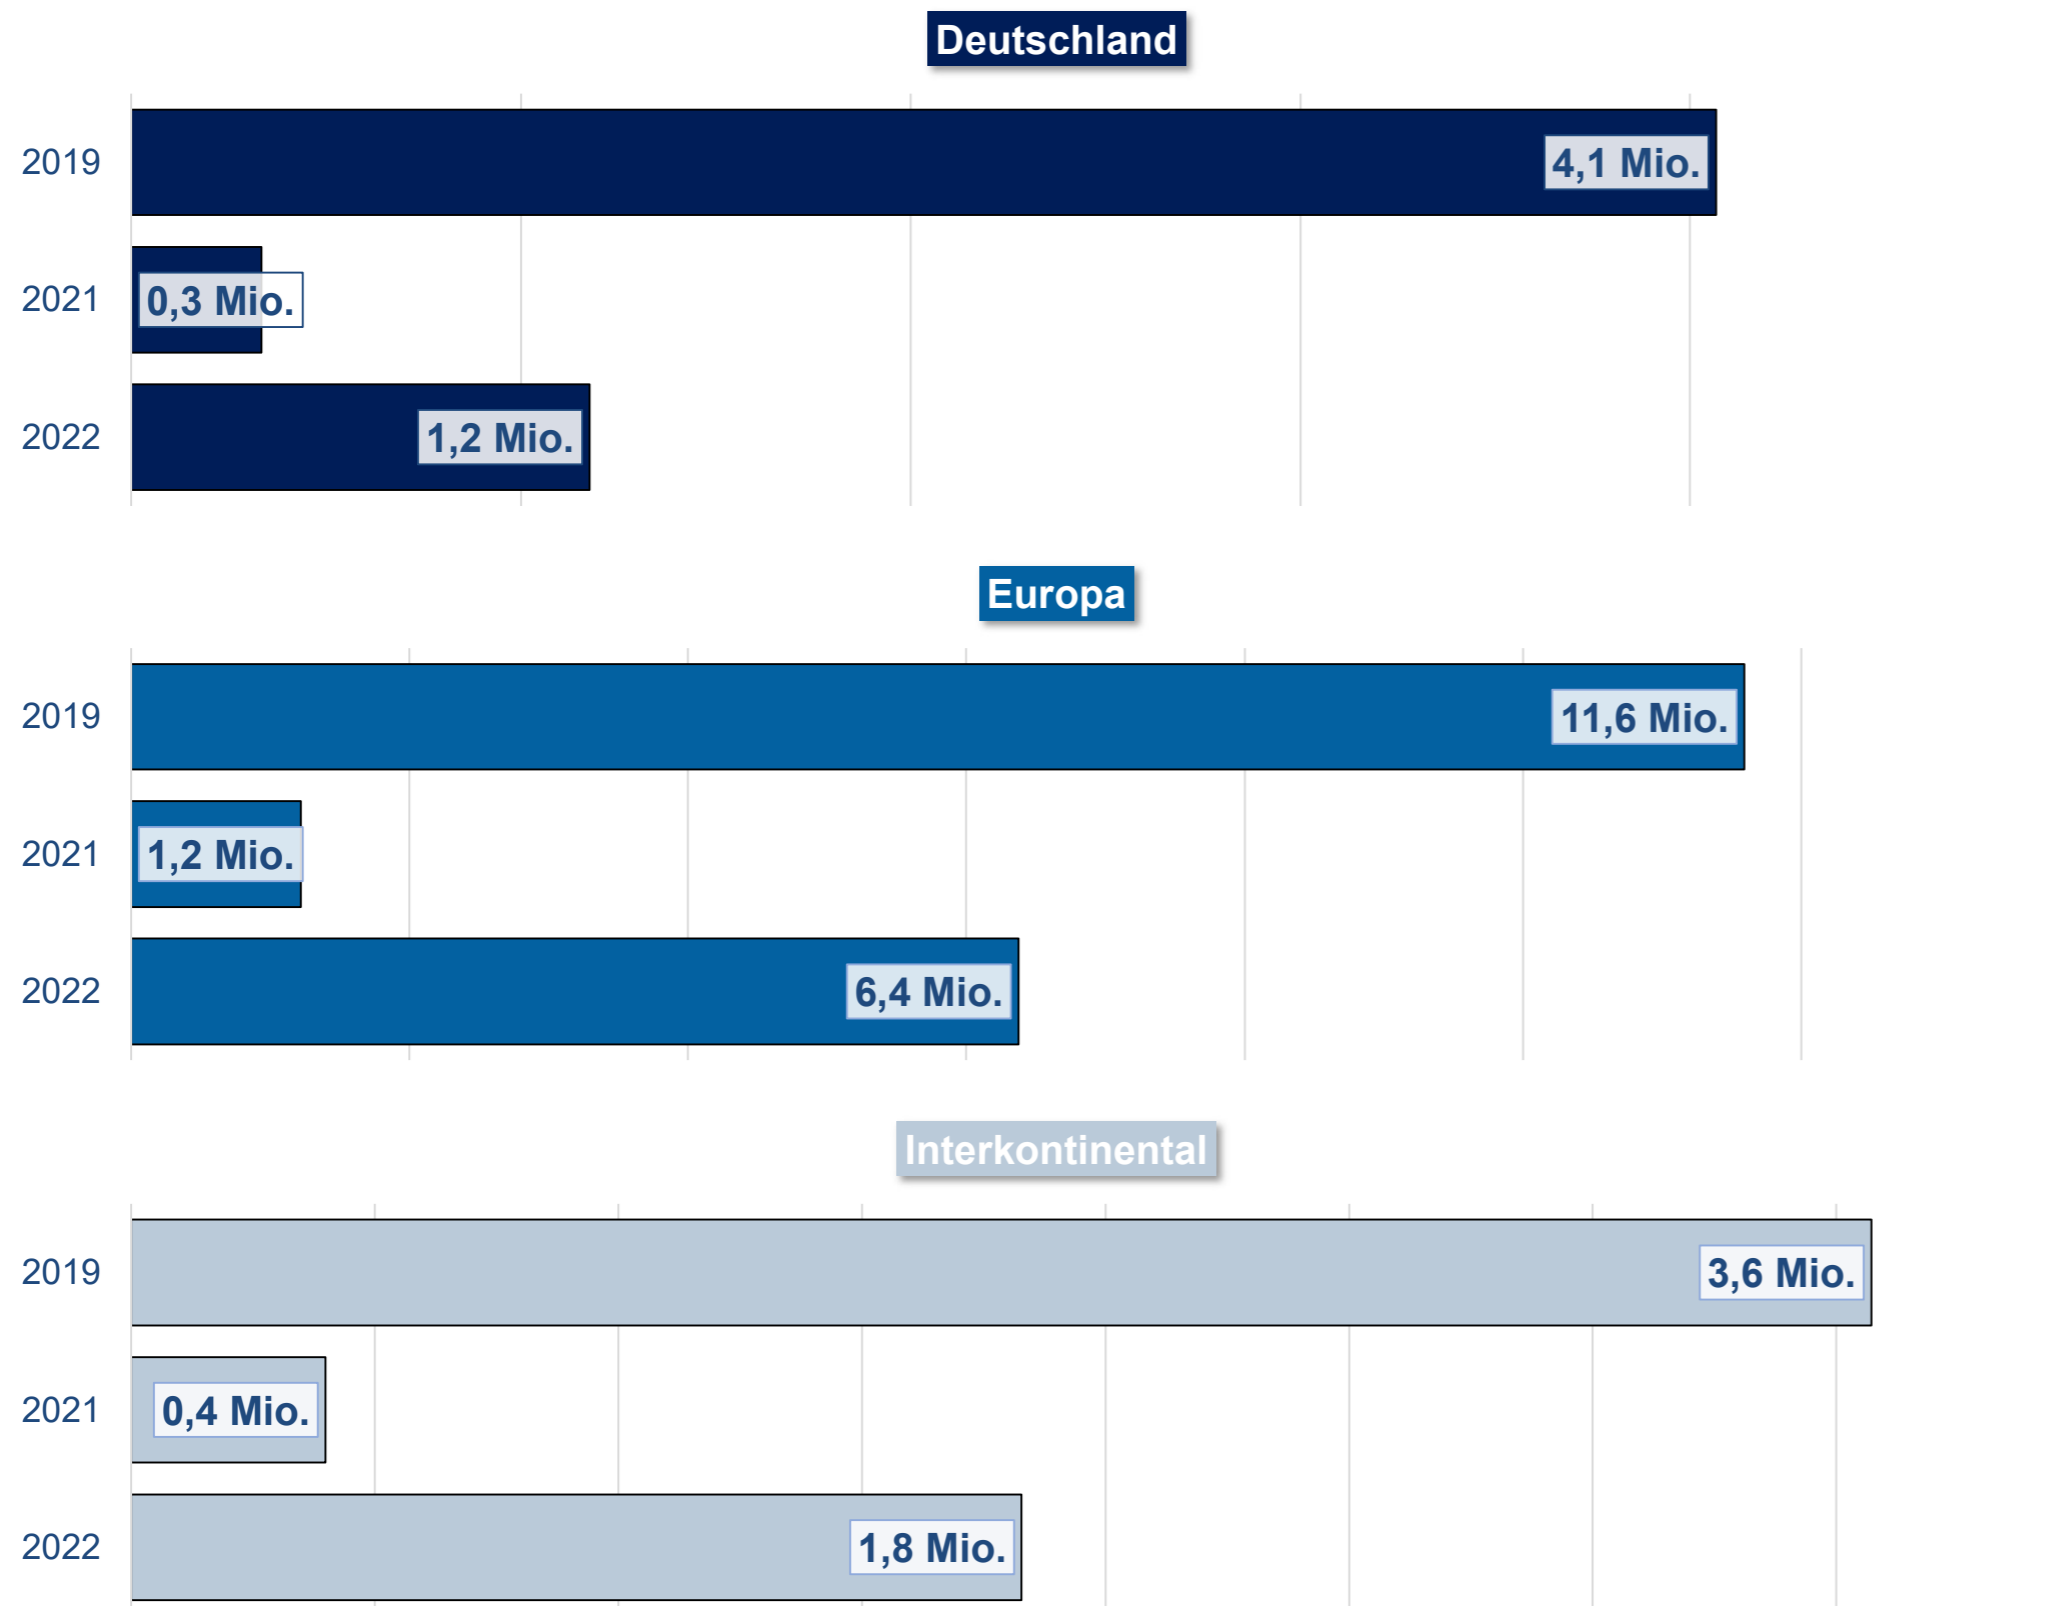 Deutschland
2019
4,1 Mio.
2021
0,3 Mio.
2022
1,2 Mio.
Europa
2019
11,6 Mio.
2021
1,2 Mio.
2022
6,4 Mio.
Interkontinental
2019
3,6 Mio.
2021
0,4 Mio.
2022
1,8 Mio.